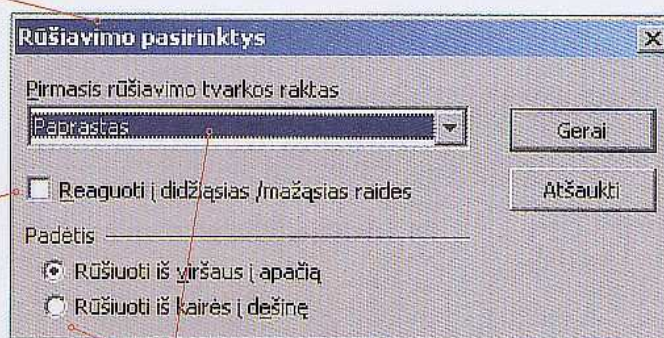 Rūšiavimo pasirinktys
Pirmasis rūšiavimo tvarkos raktas
Paprastas
Gerai
Reaguoti į didžiąsias /mažąsias raides
Atšaukti
Padėtis
Rūšiuoti iš viršaus į apačią
Rūšiuoti iš kairės į dešinę